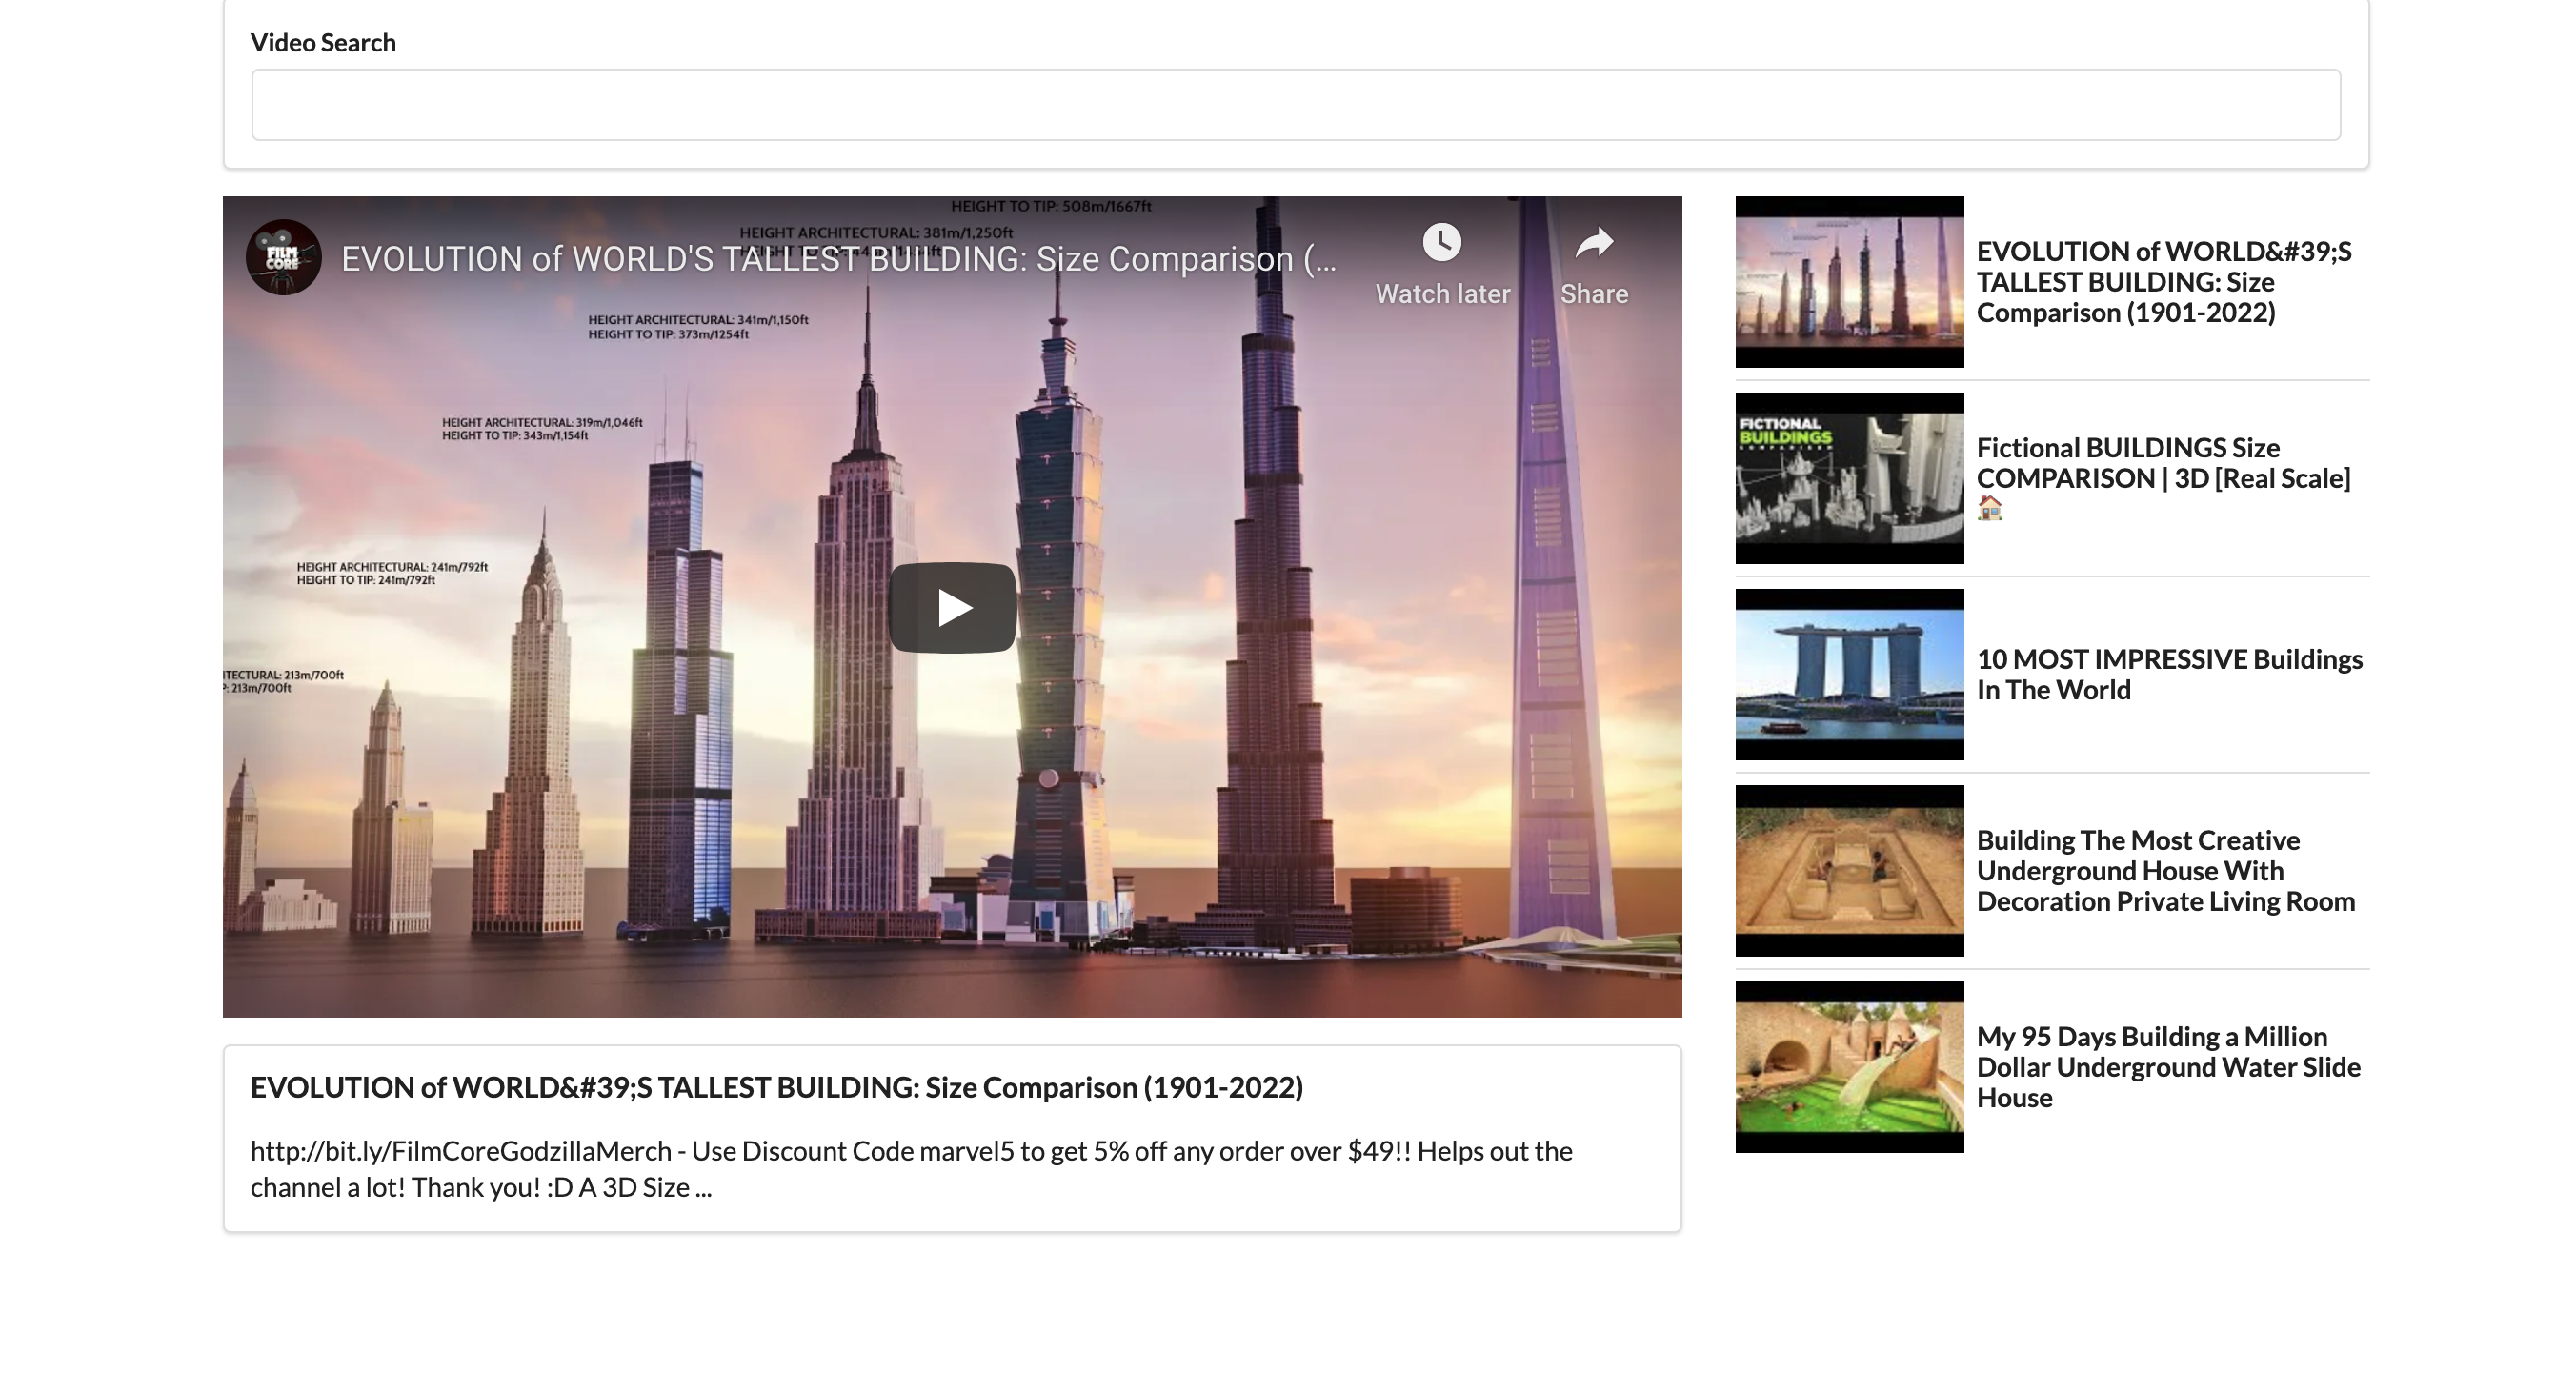 Video Search
HEIGHT TO TIP: 508m/1667ft
HEIGHT ARCHITECTURAL: 381m/1,250ft
FILM
CORE
EVOLUTION of WORLD'S TALLEST BUILDING: Size Comparison (...
Watch later
Share
HEIGHT ARCHITECTURAL: 341m/1,150ft
HEIGHT TO TIP: 373m/1254ft
HEIGHT ARCHITECTURAL: 319m/1,046ft
HEIGHT TO TIP: 343m/1,154ft
HEIGHT ARCHITECTURAL: 241m/792ft
HEIGHT TO TIP: 241m/792ft
ITECTURAL: 213m/700ft
P: 213m/700ft
EVOLUTION of WORLD&#39;S TALLEST BUILDING: Size Comparison (1901-2022)
http://bit.ly/FilmCoreGodzillaMerch - Use Discount Code marvel5 to get 5% off any order over $49!! Helps out the
channel a lot! Thank you! :D A 3D Size ...
EVOLUTION of WORLD&#39;S
TALLEST BUILDING: Size
Comparison (1901-2022)
FICTIONAL
BUILDINGS
COMPARISON
Fictional BUILDINGS Size
COMPARISON | 3D [Real Scale]
🏠
10 MOST IMPRESSIVE Buildings
In The World
Building The Most Creative
Underground House With
Decoration Private Living Room
My 95 Days Building a Million
Dollar Underground Water Slide
House